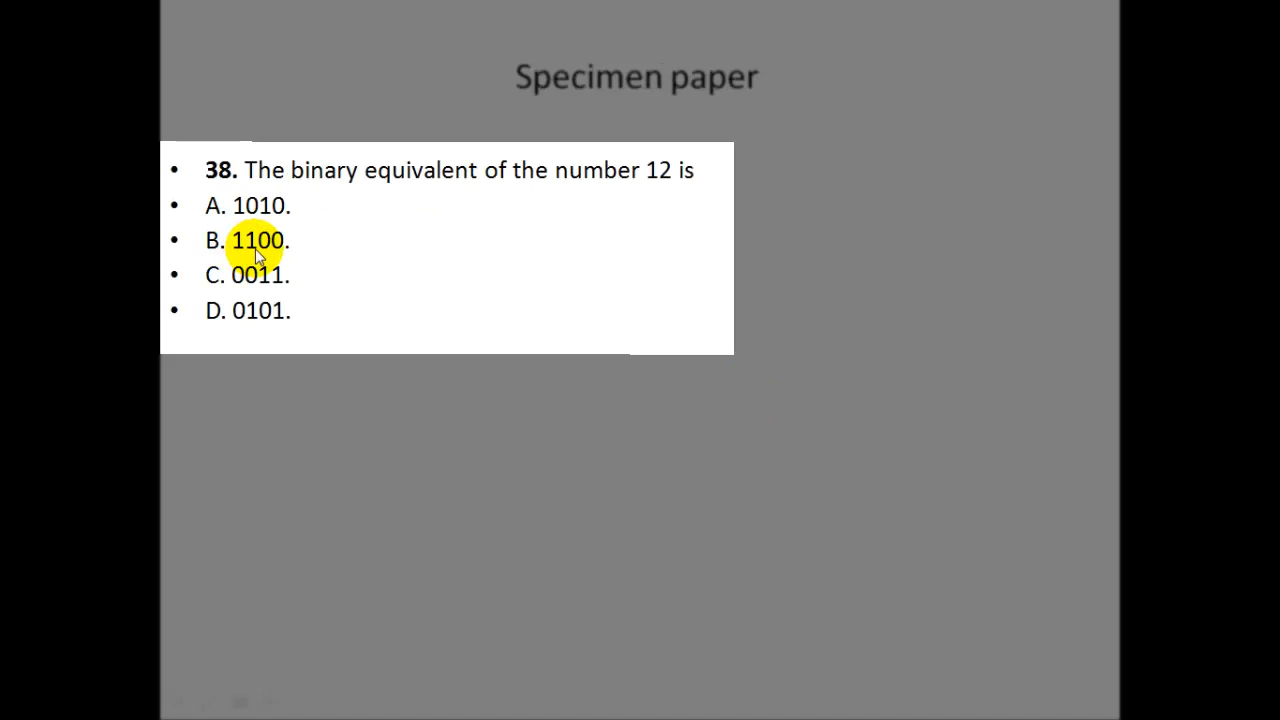 Specimen paper
• 38. The binary equivalent of the number 12 is
• A. 1010.
• B. 1100.
• C. 0011.
• D. 0101.